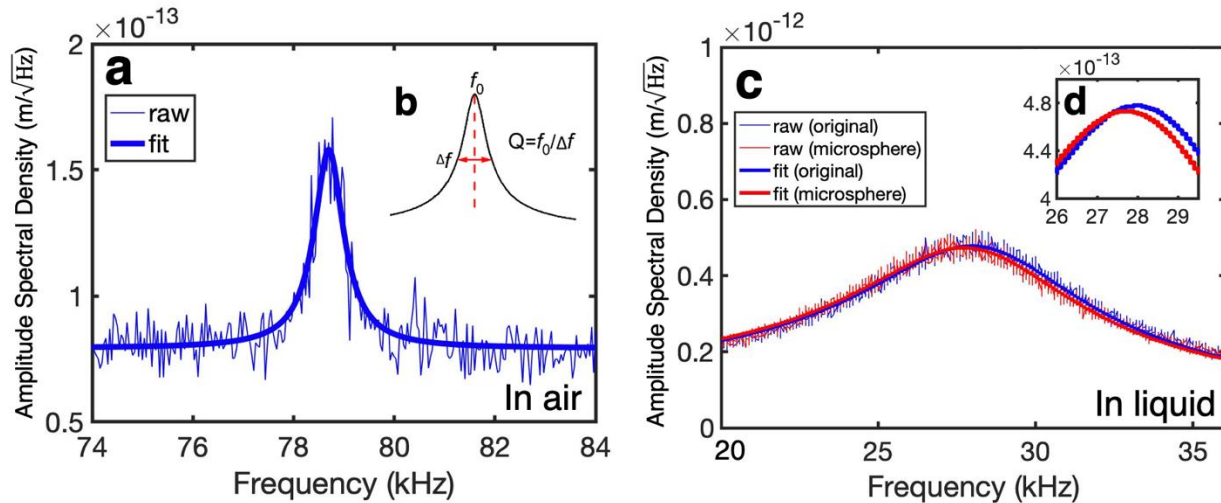 ×10⁻¹³
a
b
raw
fit
f₀
Δf
Q=f₀/Δf
2
1.5
1
0.5
Amplitude Spectral Density (m/√Hz)
In air
74 76 78 80 82 84
Frequency (kHz)
×10⁻¹²
c
d
raw (original)
raw (microsphere)
fit (original)
fit (microsphere)
×10⁻¹³
4.8
4.4
4
26 27 28 29
1
0.8
0.6
0.4
0.2
0
Amplitude Spectral Density (m/√Hz)
In liquid
20 25 30 35
Frequency (kHz)